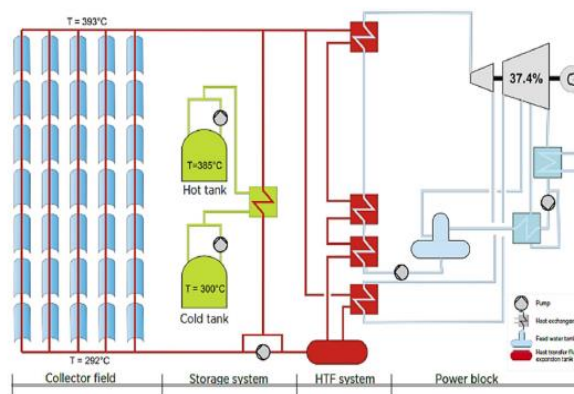 T = 393°C
37.4%
G
T=385°C
Hot tank
T = 300°C
Cold tank
T = 292°C
Pump
Heat exchanger
Feed water tank
Heat transfer fluid
expansion tank
Collector field
Storage system
HTF system
Power block